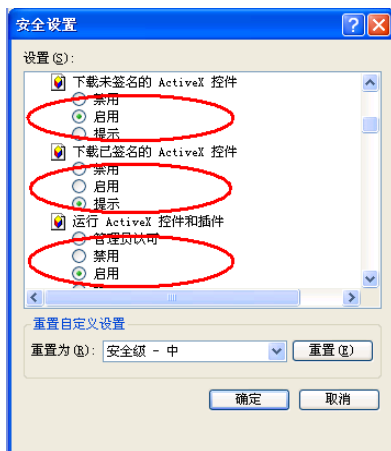 安全设置
设置(S):
下载未签名的 ActiveX 控件
禁用
启用
提示
下载已签名的 ActiveX 控件
禁用
启用
提示
运行 ActiveX 控件和插件
管理员认可
禁用
启用
重置自定义设置
重置为(R): 安全级 - 中 重置(E)
确定 取消